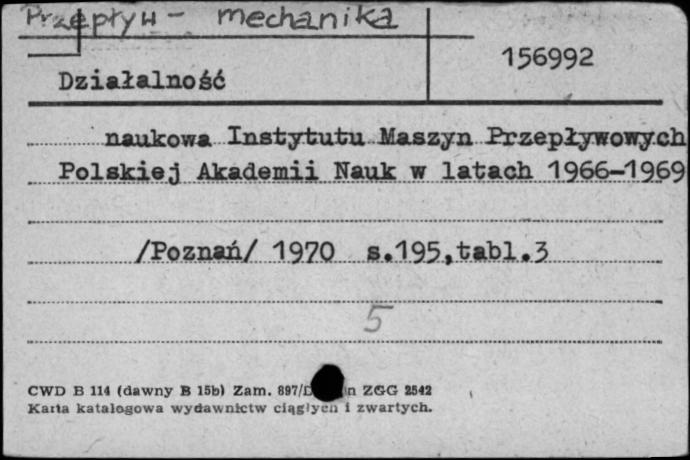 Przepływ - mechanika
156992
Działalność
naukowa Instytutu Maszyn Przepływowych
Polskiej Akademii Nauk w latach 1966-1969
/Poznań/ 1970 s.195,tabl.3
5
CWD B 114 (dawny B 15b) Zam. 897/D n ZGG 2542
Karta katalogowa wydawnictw ciągłych i zwartych.